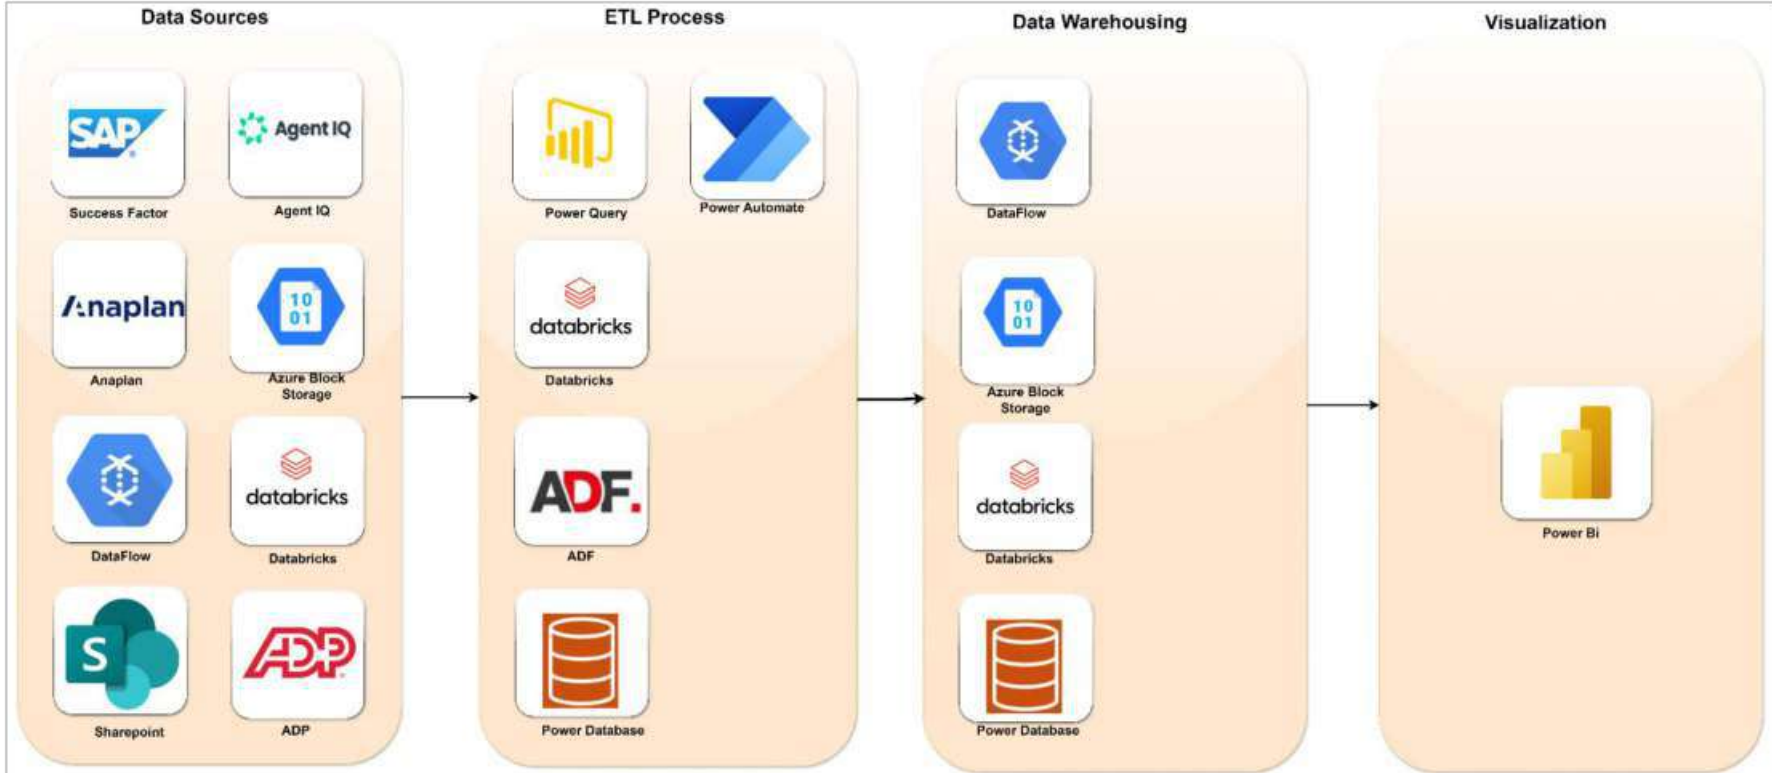 Data Sources
ETL Process
Data Warehousing
Visualization
SAP
Success Factor
Agent IQ
Agent IQ
Anaplan
Anaplan
10
01
Azure Block
Storage
DataFlow
databricks
Databricks
S
Sharepoint
ADP
ADP
Power Query
Power Automate
databricks
Databricks
ADF.
ADF
Power Database
DataFlow
10
01
Azure Block
Storage
databricks
Databricks
Power Database
Power Bi